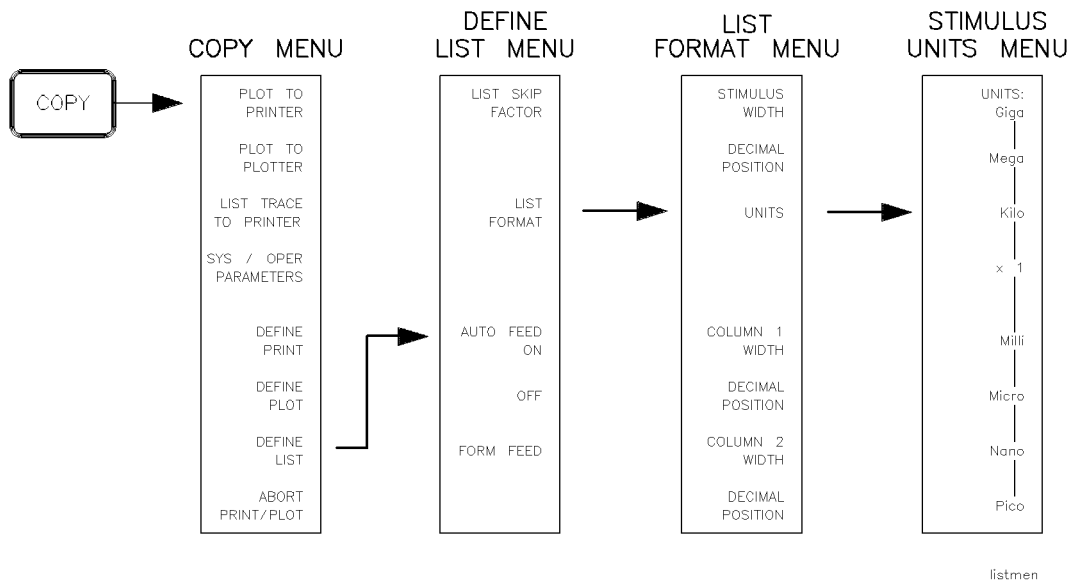 COPY
COPY MENU
PLOT TO
PRINTER
PLOT TO
PLOTTER
LIST TRACE
TO PRINTER
SYS / OPER
PARAMETERS
DEFINE
PRINT
DEFINE
PLOT
DEFINE
LIST
ABORT
PRINT/PLOT
DEFINE
LIST MENU
LIST SKIP
FACTOR
LIST
FORMAT
AUTO FEED
ON
OFF
FORM FEED
LIST
FORMAT MENU
STIMULUS
WIDTH
DECIMAL
POSITION
UNITS
COLUMN 1
WIDTH
DECIMAL
POSITION
COLUMN 2
WIDTH
DECIMAL
POSITION
STIMULUS
UNITS MENU
UNITS:
Giga
Mega
Kilo
x 1
Milli
Micro
Nano
Pico
listmen